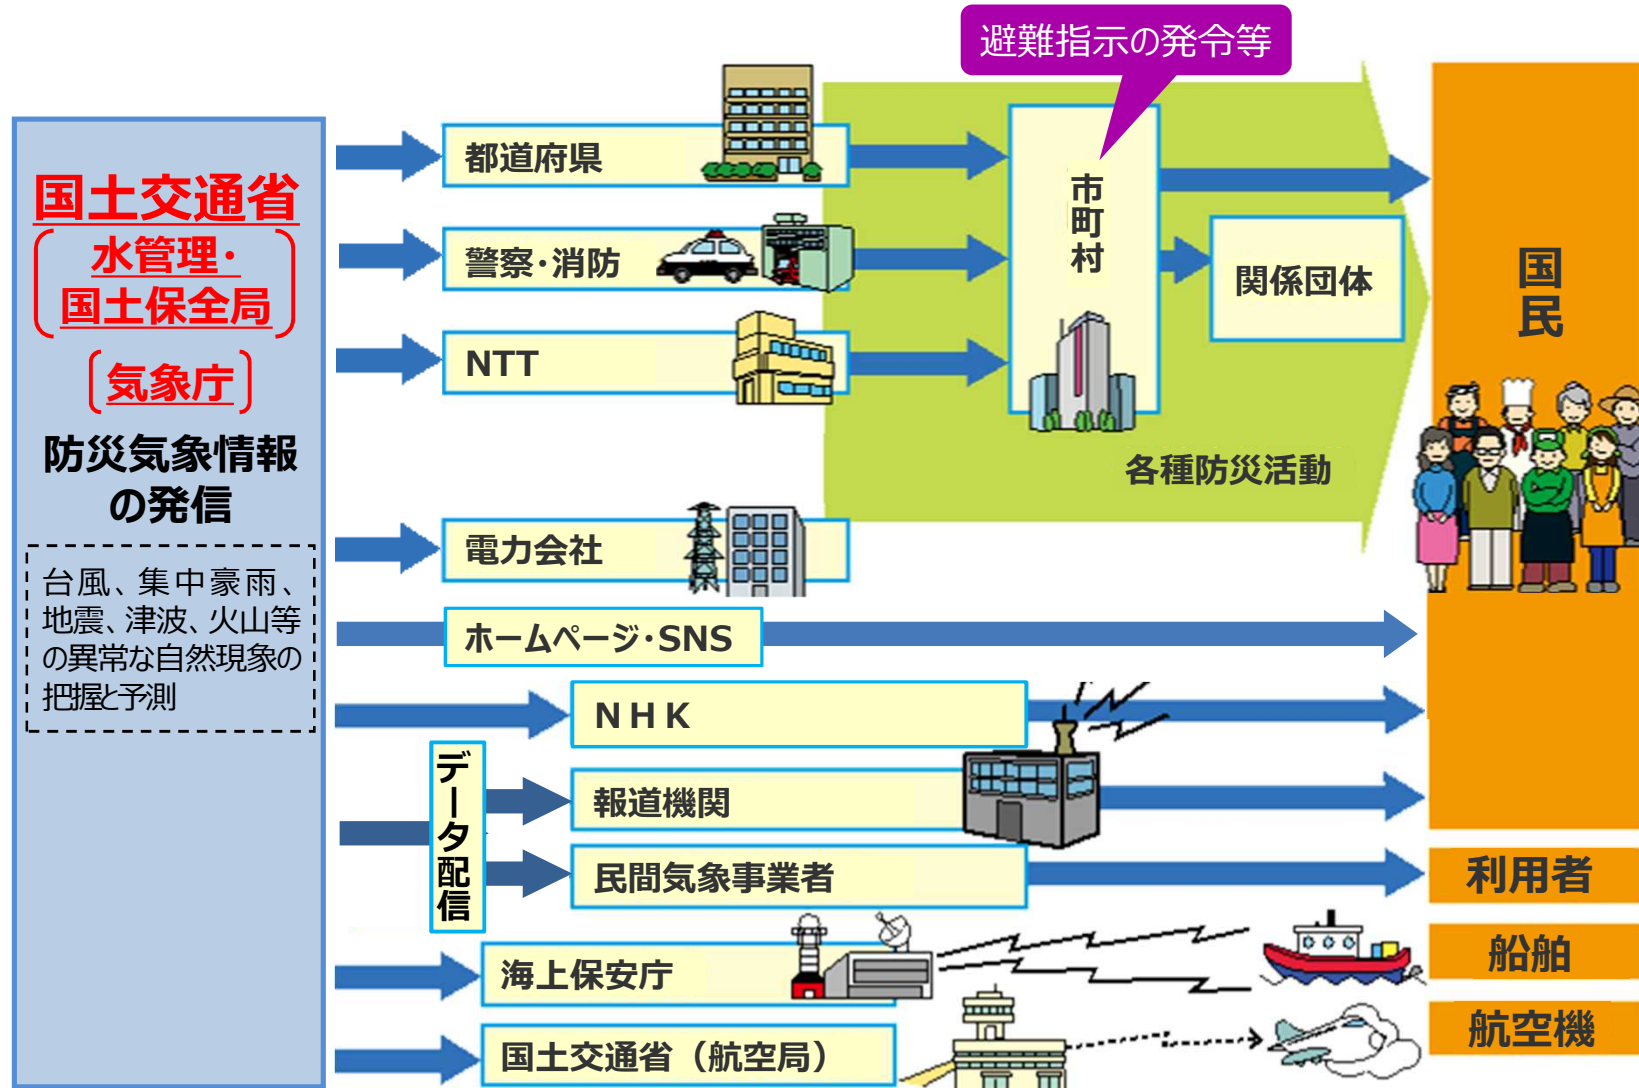 避難指示の発令等
国土交通省
水管理・
国土保全局
気象庁
防災気象情報
の発信
台風、集中豪雨、
地震、津波、火山等
の異常な自然現象の
把握と予測
都道府県
警察・消防
NTT
電力会社
ホームページ・SNS
NHK
データ配信
報道機関
民間気象事業者
海上保安庁
国土交通省（航空局）
市町村
関係団体
各種防災活動
国民
利用者
船舶
航空機